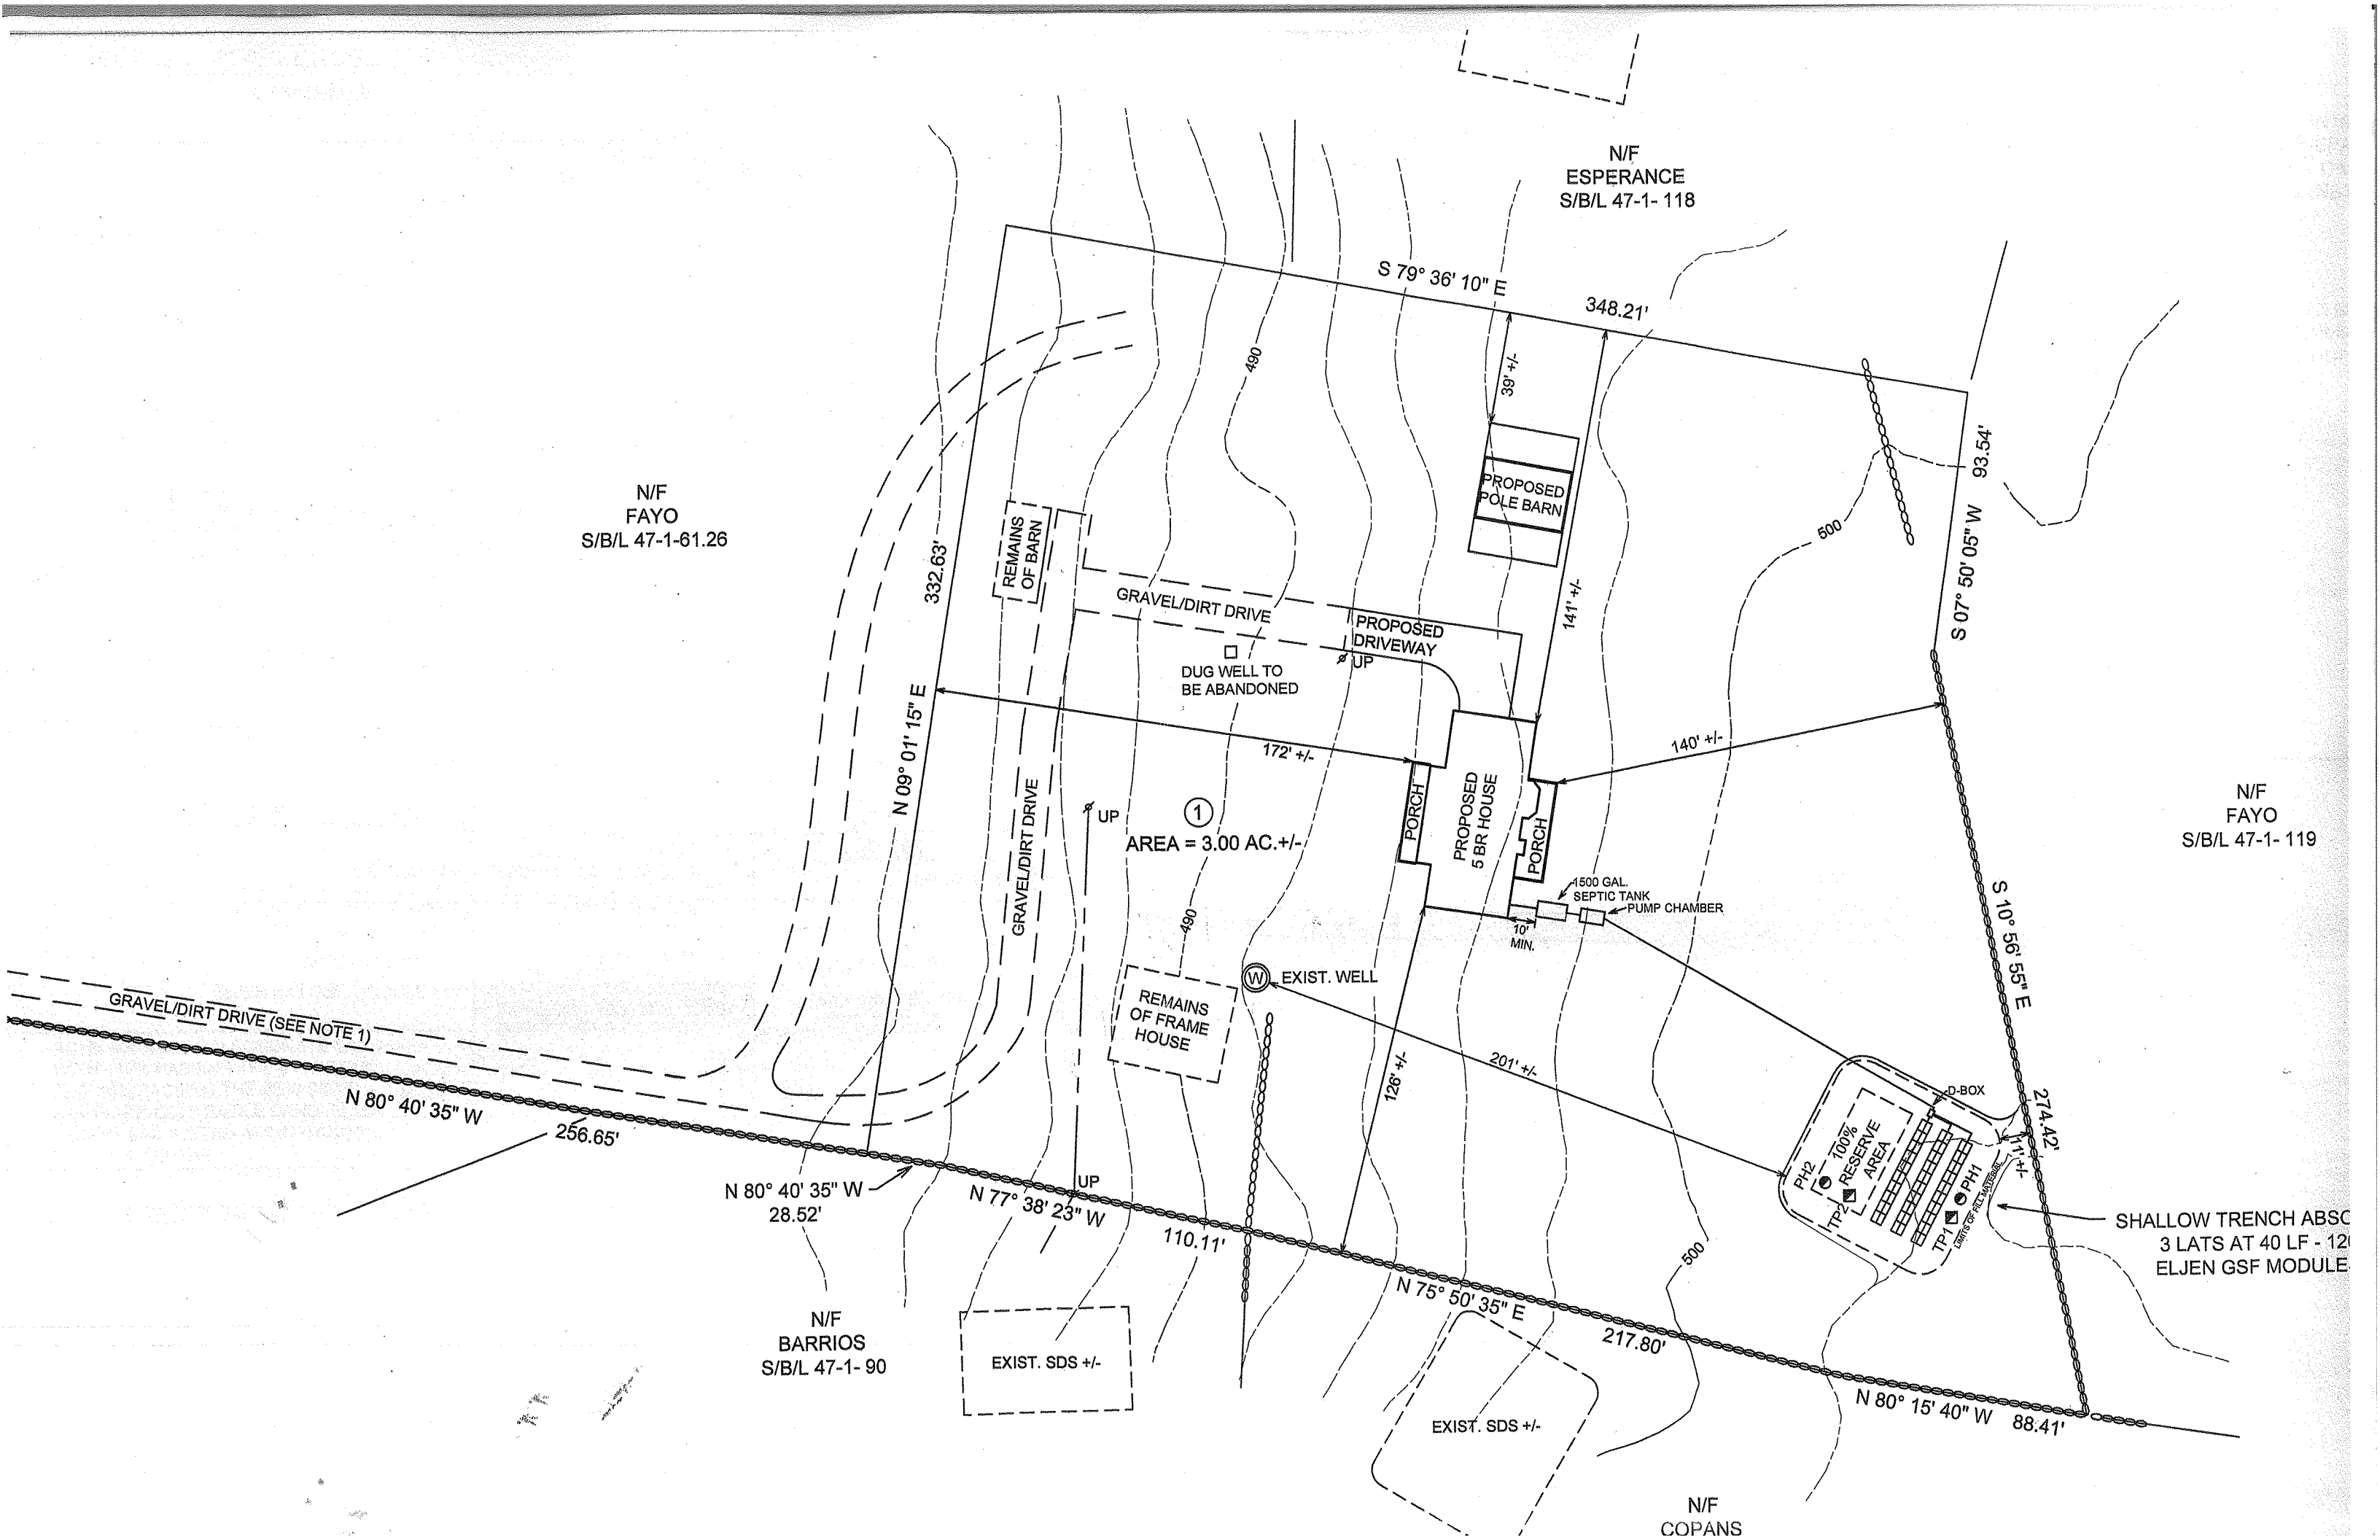 N/F
ESPERANCE
S/B/L 47-1- 118
S 79° 36' 10" E
348.21'
490
39' +/-
93.54'
S 07° 50' 05" W
N/F
FAYO
S/B/L 47-1-61.26
332.63'
N 09° 01' 15" E
REMAINS
OF BARN
PROPOSED
POLE BARN
500
141' +/-
GRAVEL/DIRT DRIVE
PROPOSED
DRIVEWAY
UP
DUG WELL TO
BE ABANDONED
172' +/-
140' +/-
GRAVEL/DIRT DRIVE
UP
1
AREA = 3.00 AC.+/-
PORCH
PROPOSED
5 BR HOUSE
PORCH
N/F
FAYO
S/B/L 47-1- 119
1500 GAL.
SEPTIC TANK
PUMP CHAMBER
10'
MIN.
490
S 10° 56' 55" E
274.42'
W
EXIST. WELL
REMAINS
OF FRAME
HOUSE
201' +/-
126' +/-
GRAVEL/DIRT DRIVE (SEE NOTE 1)
N 80° 40' 35" W
256.65'
D-BOX
100%
RESERVE
AREA
PH2
TP2
PH1
TP1
LIMITS OF FILL MATERIAL
11' +/-
N 80° 40' 35" W
28.52'
UP
N 77° 38' 23" W
110.11'
SHALLOW TRENCH ABSO
3 LATS AT 40 LF - 12
ELJEN GSF MODULE
500
N 75° 50' 35" E
217.80'
N/F
BARRIOS
S/B/L 47-1- 90
EXIST. SDS +/-
EXIST. SDS +/-
N 80° 15' 40" W
88.41'
N/F
COPANS